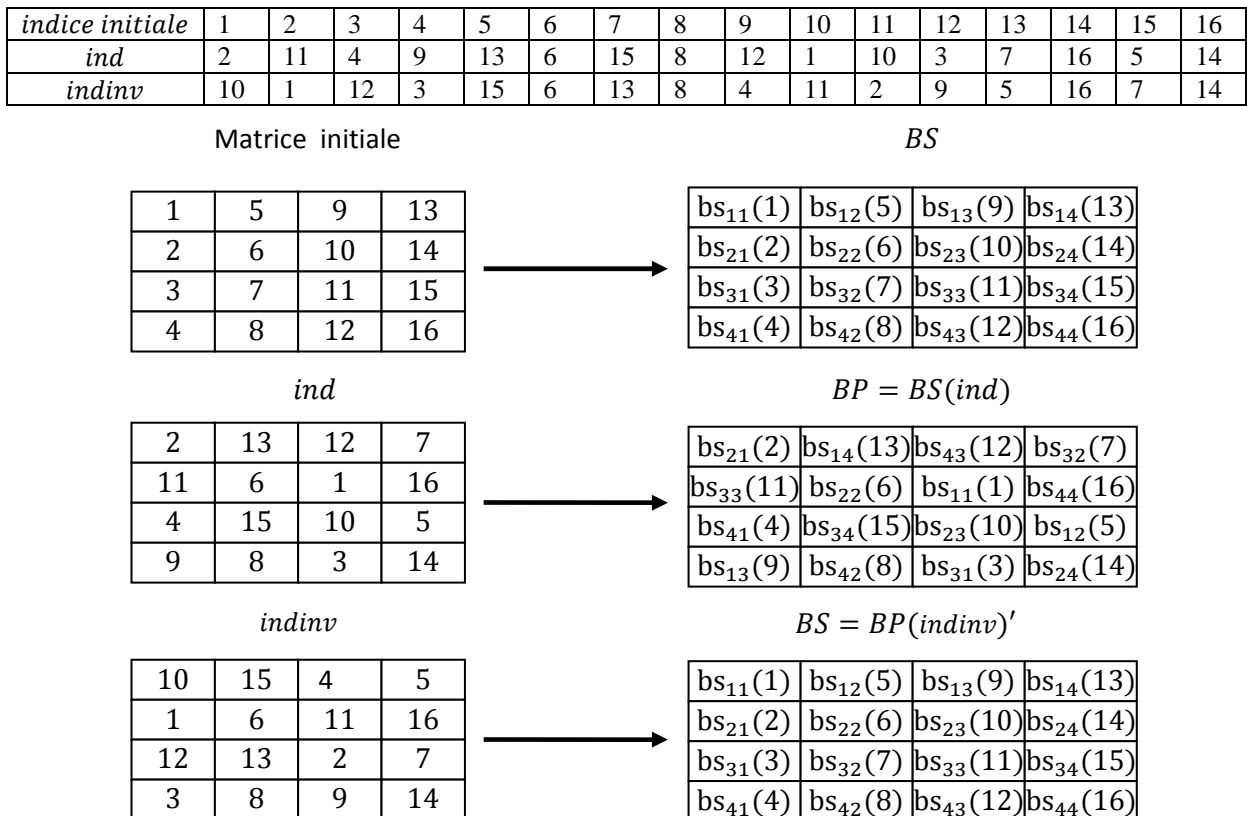 indice initiale 1 2 3 4 5 6 7 8 9 10 11 12 13 14 15 16
ind 2 11 4 9 13 6 15 8 12 1 10 3 7 16 5 14
indinv 10 1 12 3 15 6 13 8 4 11 2 9 5 16 7 14
Matrice initiale
1 5 9 13
2 6 10 14
3 7 11 15
4 8 12 16
BS
bs₁₁(1) bs₁₂(5) bs₁₃(9) bs₁₄(13)
bs₂₁(2) bs₂₂(6) bs₂₃(10) bs₂₄(14)
bs₃₁(3) bs₃₂(7) bs₃₃(11) bs₃₄(15)
bs₄₁(4) bs₄₂(8) bs₄₃(12) bs₄₄(16)
ind
2 13 12 7
11 6 1 16
4 15 10 5
9 8 3 14
BP = BS(ind)
bs₂₁(2) bs₁₄(13) bs₄₃(12) bs₃₂(7)
bs₃₃(11) bs₂₂(6) bs₁₁(1) bs₄₄(16)
bs₄₁(4) bs₃₄(15) bs₂₃(10) bs₁₂(5)
bs₁₃(9) bs₄₂(8) bs₃₁(3) bs₂₄(14)
indinv
10 15 4 5
1 6 11 16
12 13 2 7
3 8 9 14
BS = BP(indinv)′
bs₁₁(1) bs₁₂(5) bs₁₃(9) bs₁₄(13)
bs₂₁(2) bs₂₂(6) bs₂₃(10) bs₂₄(14)
bs₃₁(3) bs₃₂(7) bs₃₃(11) bs₃₄(15)
bs₄₁(4) bs₄₂(8) bs₄₃(12) bs₄₄(16)